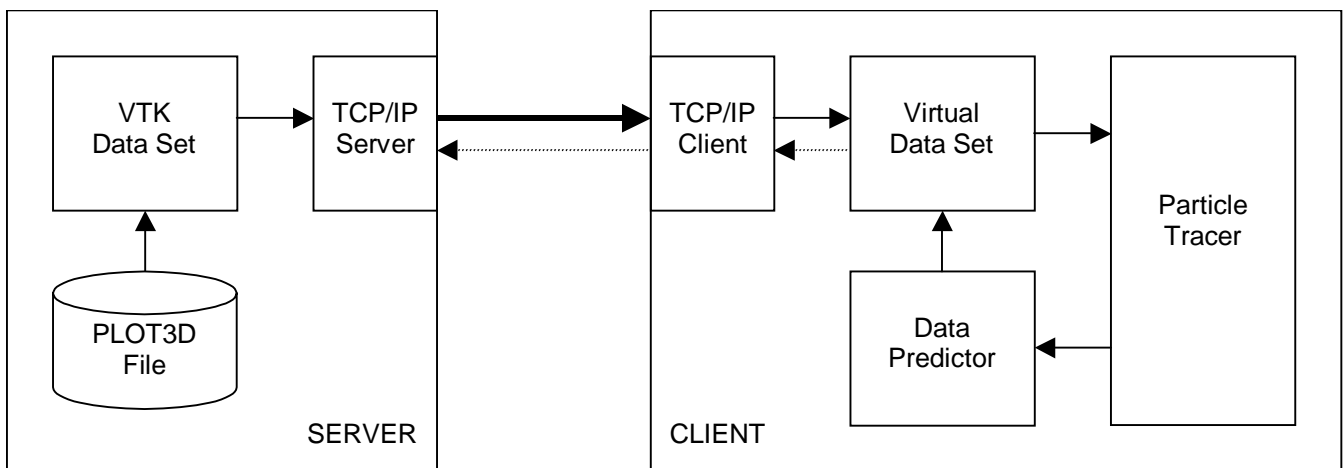 VTK
Data Set
TCP/IP
Server
TCP/IP
Client
Virtual
Data Set
Particle
Tracer
PLOT3D
File
Data
Predictor
SERVER
CLIENT